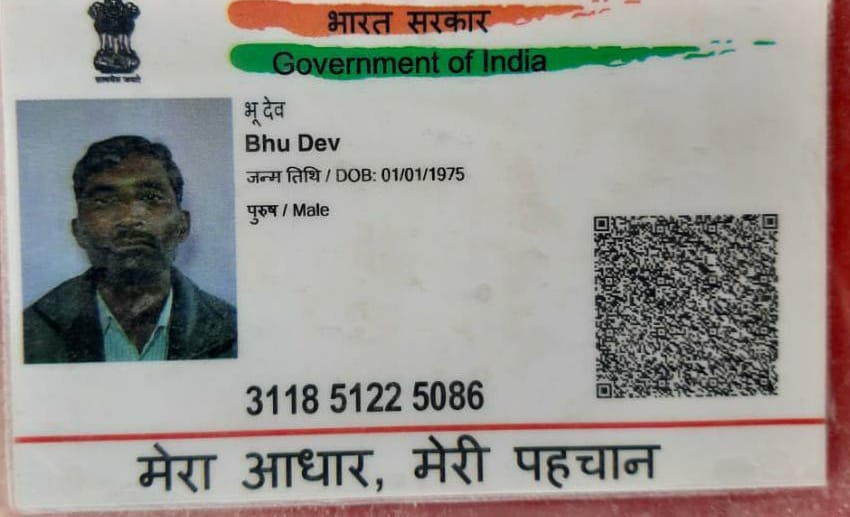 सत्यमेव जयते
भारत सरकार
Government of India
भू देव
Bhu Dev
जन्म तिथि / DOB: 01/01/1975
पुरुष / Male
3118 5122 5086
मेरा आधार, मेरी पहचान